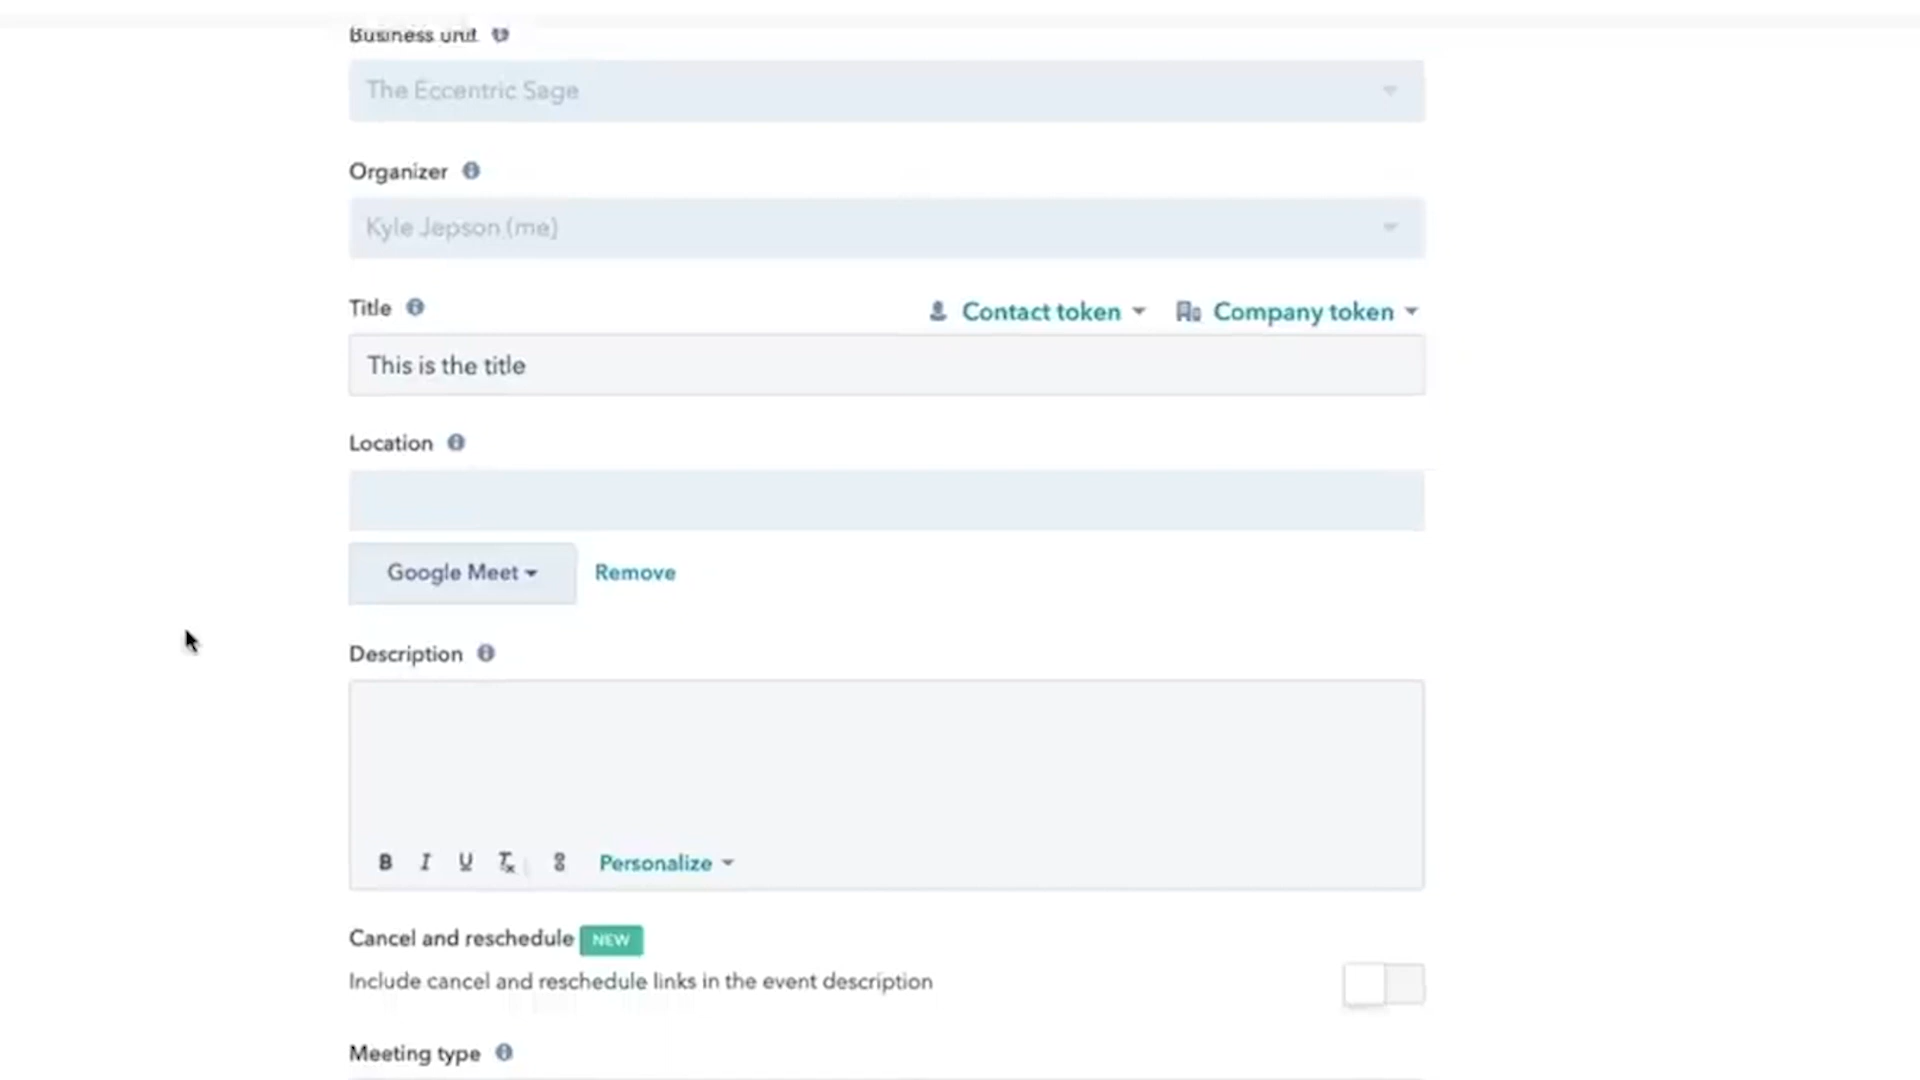 Business unit
The Eccentric Sage
Organizer
Kyle Jepson (me)
Title
Contact token
Company token
This is the title
Location
Google Meet
Remove
Description
B I U Tx Personalize
Cancel and reschedule NEW
Include cancel and reschedule links in the event description
Meeting type